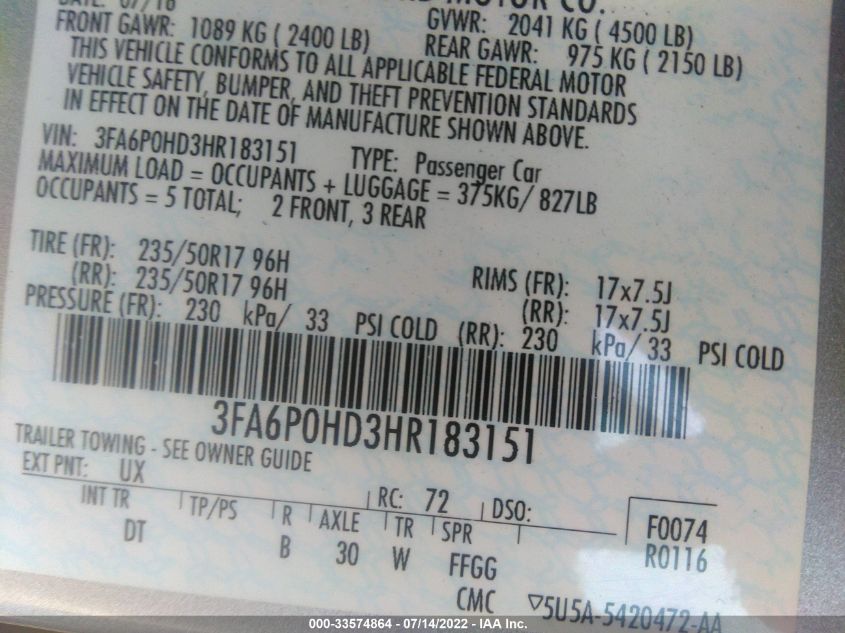 DATE: 07/16 MOTOR CO.
FRONT GAWR: 1089 KG ( 2400 LB) GVWR: 2041 KG ( 4500 LB)
REAR GAWR: 975 KG ( 2150 LB)
THIS VEHICLE CONFORMS TO ALL APPLICABLE FEDERAL MOTOR
VEHICLE SAFETY, BUMPER, AND THEFT PREVENTION STANDARDS
IN EFFECT ON THE DATE OF MANUFACTURE SHOWN ABOVE.
VIN: 3FA6P0HD3HR183151 TYPE: Passenger Car
MAXIMUM LOAD = OCCUPANTS + LUGGAGE = 375KG/ 827LB
OCCUPANTS = 5 TOTAL; 2 FRONT, 3 REAR
TIRE (FR): 235/50R17 96H RIMS (FR): 17x7.5J
(RR): 235/50R17 96H (RR): 17x7.5J
PRESSURE (FR): 230 kPa/ 33 PSI COLD (RR): 230 kPa/ 33 PSI COLD
3FA6P0HD3HR183151
TRAILER TOWING - SEE OWNER GUIDE
EXT PNT: UX RC: 72 DSO:
INT TR TP/PS R AXLE TR SPR F0074
DT B 30 W FFGG R0116
CMC ▽5U5A-5420472-AA
000-33574864 - 07/14/2022 - IAA Inc.